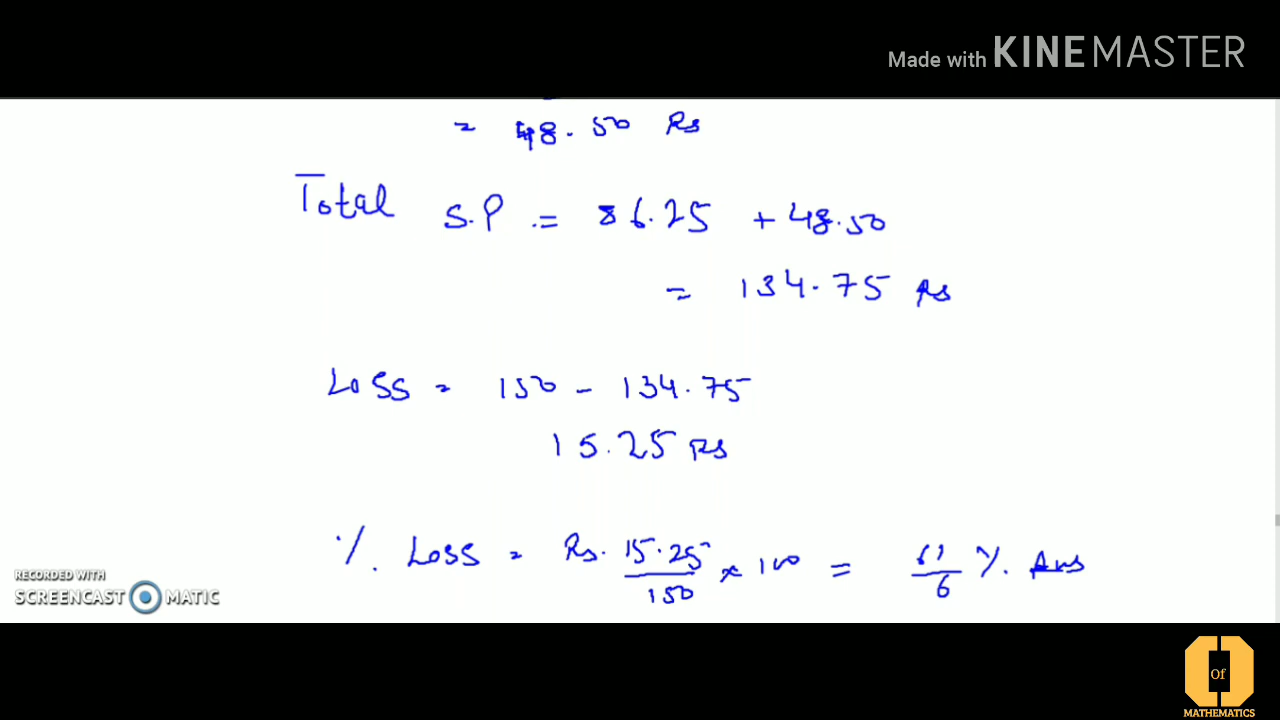 Made with KINEMASTER
= 48.50 Rs
Total S.P = 86.25 + 48.50
= 134.75 Rs
Loss = 150 - 134.75
15.25 Rs
% Loss = Rs. 15.25/150 × 100 = 61/6 % Ans
RECORDED WITH
SCREENCAST MATIC
Of
MATHEMATICS